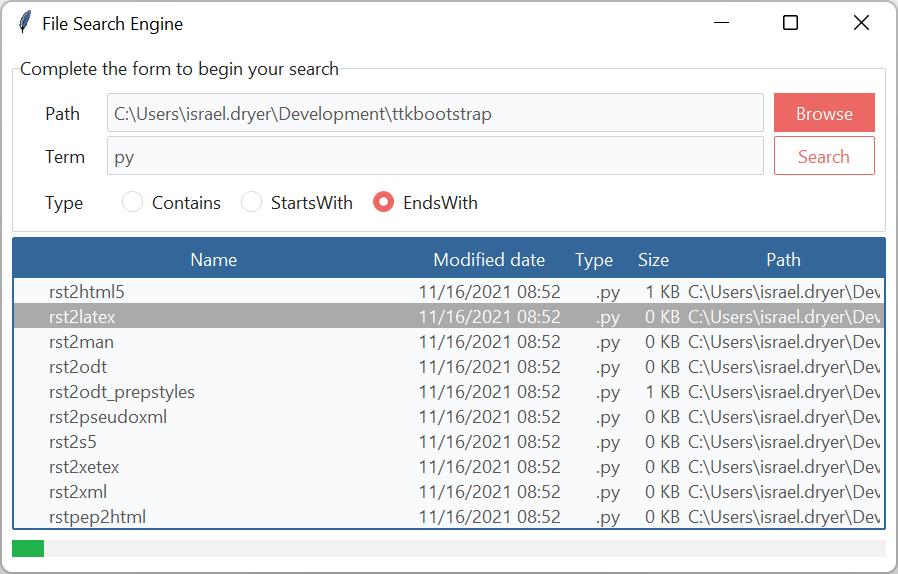 File Search Engine
Complete the form to begin your search
Path C:\Users\israel.dryer\Development\ttkbootstrap Browse
Term py Search
Type Contains StartsWith EndsWith
Name Modified date Type Size Path
rst2html5 11/16/2021 08:52 .py 1 KB C:\Users\israel.dryer\Dev
rst2latex 11/16/2021 08:52 .py 0 KB C:\Users\israel.dryer\Dev
rst2man 11/16/2021 08:52 .py 0 KB C:\Users\israel.dryer\Dev
rst2odt 11/16/2021 08:52 .py 0 KB C:\Users\israel.dryer\Dev
rst2odt_prepstyles 11/16/2021 08:52 .py 1 KB C:\Users\israel.dryer\Dev
rst2pseudoxml 11/16/2021 08:52 .py 0 KB C:\Users\israel.dryer\Dev
rst2s5 11/16/2021 08:52 .py 0 KB C:\Users\israel.dryer\Dev
rst2xetex 11/16/2021 08:52 .py 0 KB C:\Users\israel.dryer\Dev
rst2xml 11/16/2021 08:52 .py 0 KB C:\Users\israel.dryer\Dev
rstpep2html 11/16/2021 08:52 .py 0 KB C:\Users\israel.dryer\Dev